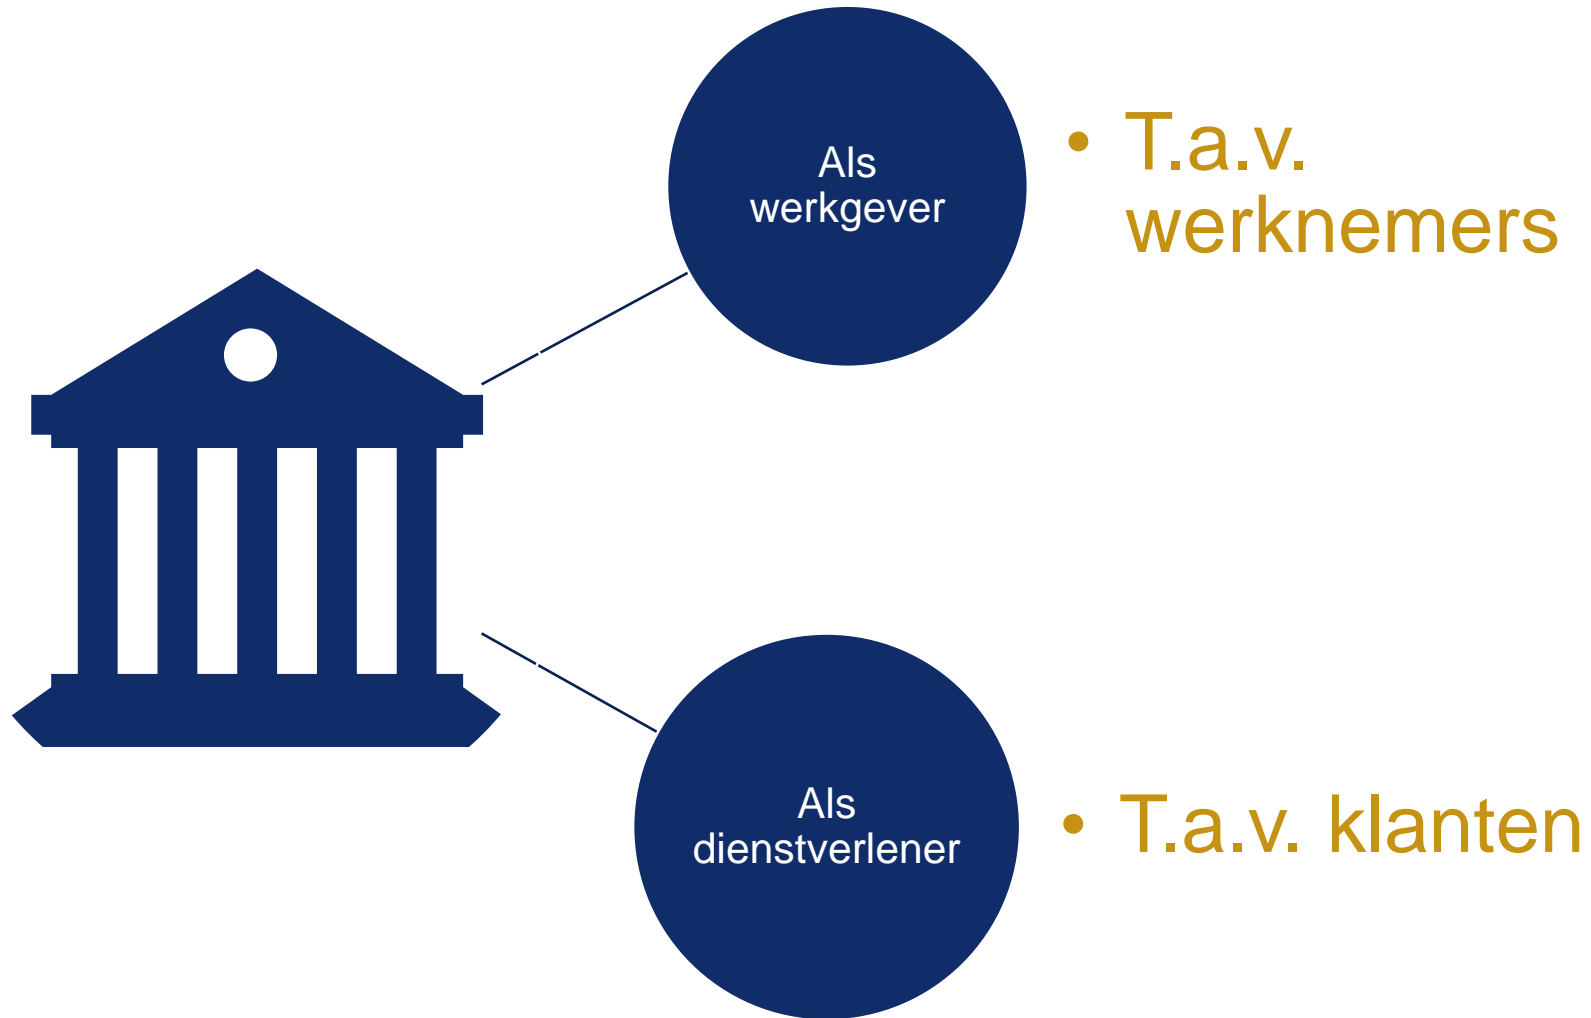 Als
werkgever
• T.a.v.
werknemers
Als
dienstverlener
• T.a.v. klanten